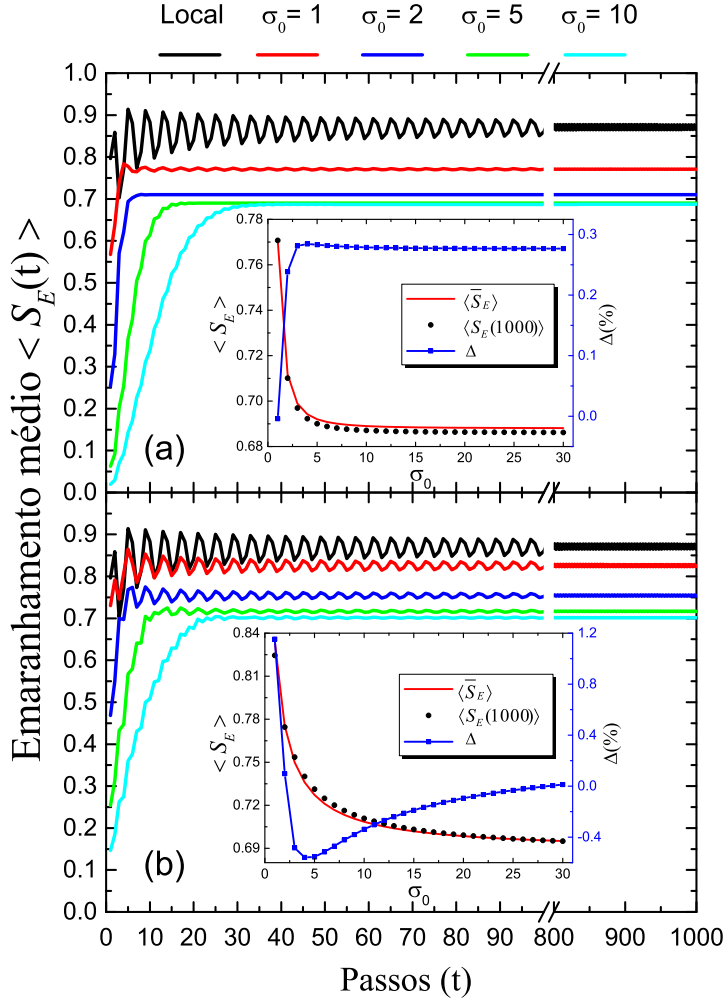 Local σ0= 1 σ0= 2 σ0= 5 σ0= 10
Emaranhamento médio < SE(t) >
1.0
0.9
0.8
0.7
0.6
0.5
0.4
0.3
0.2
0.1
0.0
(a)
< SE >
0.78
0.76
0.74
0.72
0.70
0.68
0 5 10 15 20 25 30
σ0
0.3
0.2
0.1
0.0
Δ(%)
⟨S̅E⟩
⟨SE(1000)⟩
Δ
0.9
0.8
0.7
0.6
0.5
0.4
0.3
0.2
0.1
0.0
(b)
< SE >
0.84
0.81
0.78
0.75
0.72
0.69
0 5 10 15 20 25 30
σ0
1.2
0.8
0.4
0.0
-0.4
Δ(%)
⟨S̅E⟩
⟨SE(1000)⟩
Δ
0 10 20 30 40 50 60 70 80 90 800 900 1000
Passos (t)